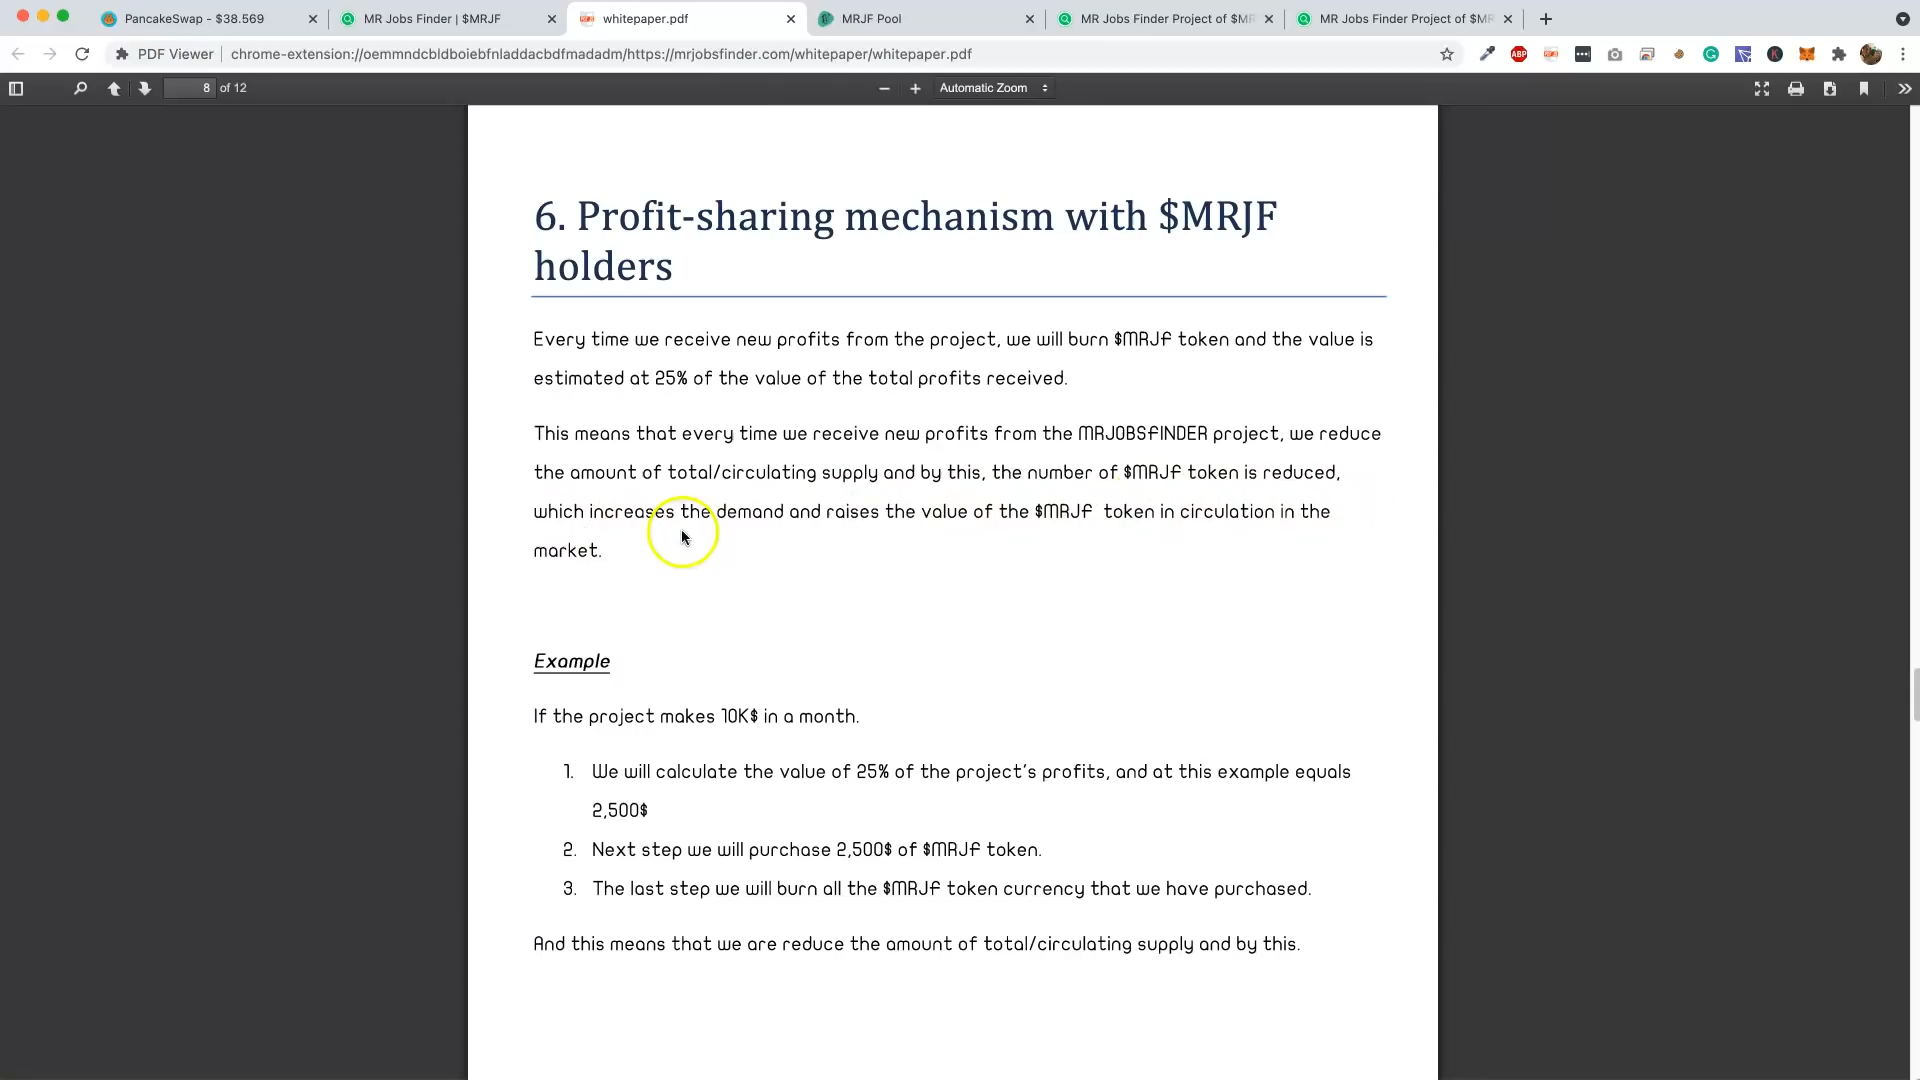 PancakeSwap - $38.569
MR Jobs Finder | $MRJF
whitepaper.pdf
MRJF Pool
MR Jobs Finder Project of $MR
MR Jobs Finder Project of $MR
PDF Viewer
chrome-extension://oemmndcbldboiebfnladdacbdfmadadm/https://mrjobsfinder.com/whitepaper/whitepaper.pdf
ABP
8 of 12
Automatic Zoom
6. Profit-sharing mechanism with $MRJF
holders
Every time we receive new profits from the project, we will burn $MRJF token and the value is
estimated at 25% of the value of the total profits received.
This means that every time we receive new profits from the MRJOBSFINDER project, we reduce
the amount of total/circulating supply and by this, the number of $MRJF token is reduced,
which increases the demand and raises the value of the $MRJF token in circulation in the
market.
Example
If the project makes 10K$ in a month.
1. We will calculate the value of 25% of the project's profits, and at this example equals
2,500$
2. Next step we will purchase 2,500$ of $MRJF token.
3. The last step we will burn all the $MRJF token currency that we have purchased.
And this means that we are reduce the amount of total/circulating supply and by this.